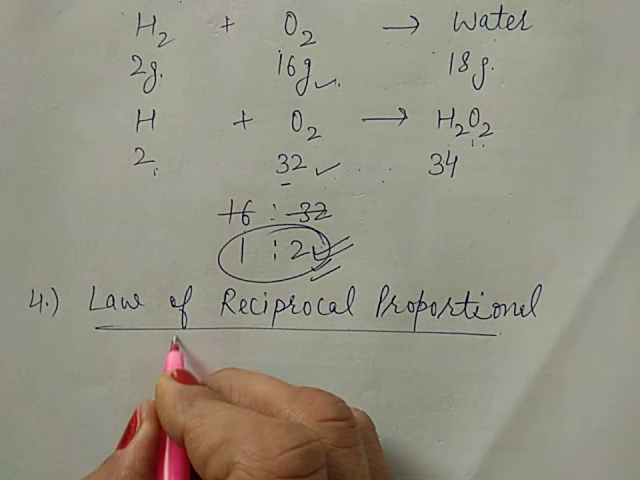 H2 + O2 → Water
2g. 16g ✓. 18g.
H + O2 → H2O2
2. 32 ✓ 34
16 : 32
1 : 2
4.) Law of Reciprocal Proportional